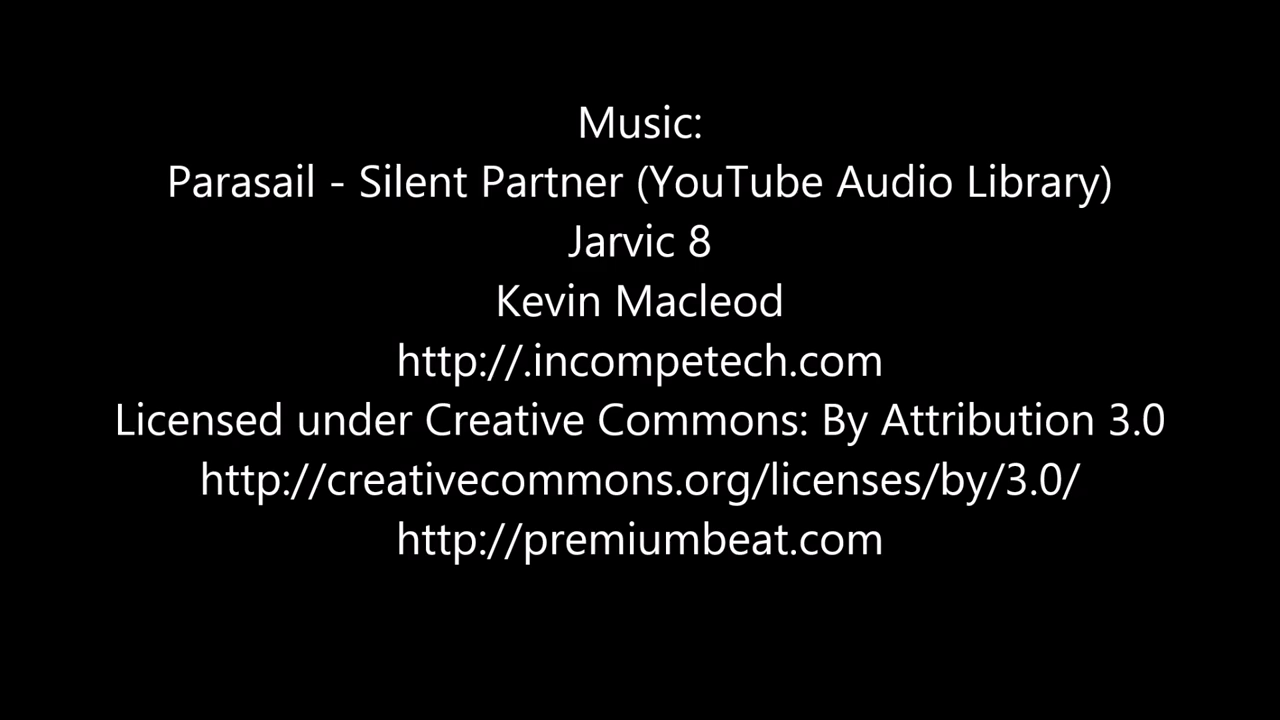 Music:
Parasail - Silent Partner (YouTube Audio Library)
Jarvic 8
Kevin Macleod
http://.incompetech.com
Licensed under Creative Commons: By Attribution 3.0
http://creativecommons.org/licenses/by/3.0/
http://premiumbeat.com